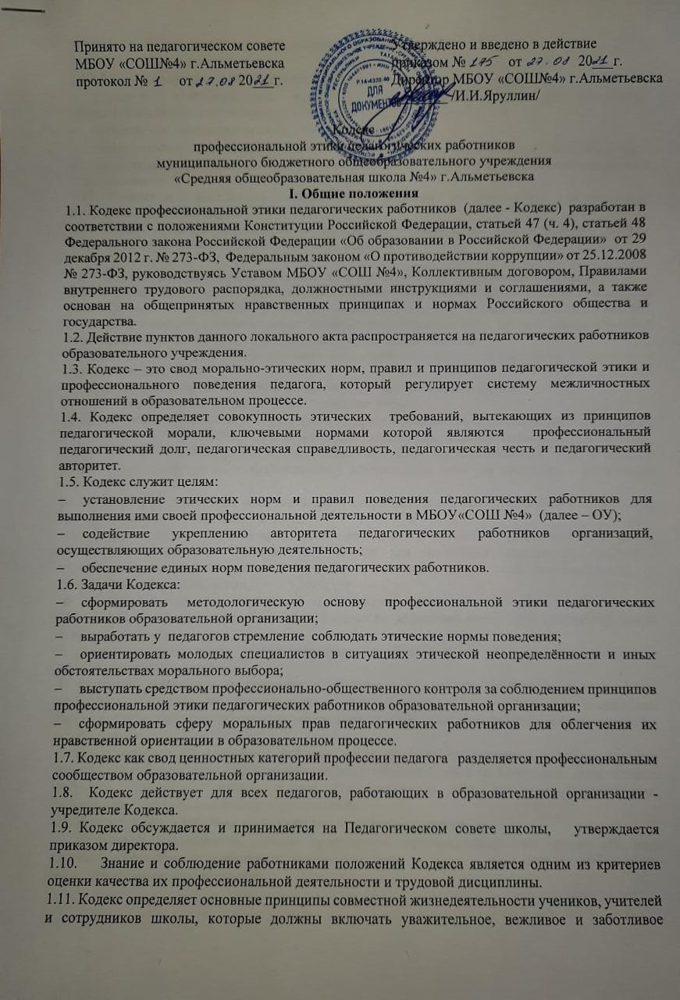 Принято на педагогическом совете
МБОУ «СОШ№4» г.Альметьевска
протокол № 1 от 27.08 2021 г.
Утверждено и введено в действие
приказом № 175 от 27.08 2021 г.
Директор МБОУ «СОШ№4» г.Альметьевска
/И.И.Яруллин/
ДЛЯ
ДОКУМЕНТОВ
Кодекс
профессиональной этики педагогических работников
муниципального бюджетного общеобразовательного учреждения
«Средняя общеобразовательная школа №4» г.Альметьевска
I. Общие положения
1.1. Кодекс профессиональной этики педагогических работников (далее - Кодекс) разработан в
соответствии с положениями Конституции Российской Федерации, статьей 47 (ч. 4), статьей 48
Федерального закона Российской Федерации «Об образовании в Российской Федерации» от 29
декабря 2012 г. № 273-ФЗ, Федеральным законом «О противодействии коррупции» от 25.12.2008
№ 273-ФЗ, руководствуясь Уставом МБОУ «СОШ №4», Коллективным договором, Правилами
внутреннего трудового распорядка, должностными инструкциями и соглашениями, а также
основан на общепринятых нравственных принципах и нормах Российского общества и
государства.
1.2. Действие пунктов данного локального акта распространяется на педагогических работников
образовательного учреждения.
1.3. Кодекс – это свод морально-этических норм, правил и принципов педагогической этики и
профессионального поведения педагога, который регулирует систему межличностных
отношений в образовательном процессе.
1.4. Кодекс определяет совокупность этических требований, вытекающих из принципов
педагогической морали, ключевыми нормами которой являются профессиональный
педагогический долг, педагогическая справедливость, педагогическая честь и педагогический
авторитет.
1.5. Кодекс служит целям:
– установление этических норм и правил поведения педагогических работников для
выполнения ими своей профессиональной деятельности в МБОУ«СОШ №4» (далее – ОУ);
– содействие укреплению авторитета педагогических работников организаций,
осуществляющих образовательную деятельность;
– обеспечение единых норм поведения педагогических работников.
1.6. Задачи Кодекса:
– сформировать методологическую основу профессиональной этики педагогических
работников образовательной организации;
– выработать у педагогов стремление соблюдать этические нормы поведения;
– ориентировать молодых специалистов в ситуациях этической неопределённости и иных
обстоятельствах морального выбора;
– выступать средством профессионально-общественного контроля за соблюдением принципов
профессиональной этики педагогических работников образовательной организации;
– сформировать сферу моральных прав педагогических работников для облегчения их
нравственной ориентации в образовательном процессе.
1.7. Кодекс как свод ценностных категорий профессии педагога разделяется профессиональным
сообществом образовательной организации.
1.8. Кодекс действует для всех педагогов, работающих в образовательной организации -
учредителе Кодекса.
1.9. Кодекс обсуждается и принимается на Педагогическом совете школы, утверждается
приказом директора.
1.10. Знание и соблюдение работниками положений Кодекса является одним из критериев
оценки качества их профессиональной деятельности и трудовой дисциплины.
1.11. Кодекс определяет основные принципы совместной жизнедеятельности учеников, учителей
и сотрудников школы, которые должны включать уважительное, вежливое и заботливое